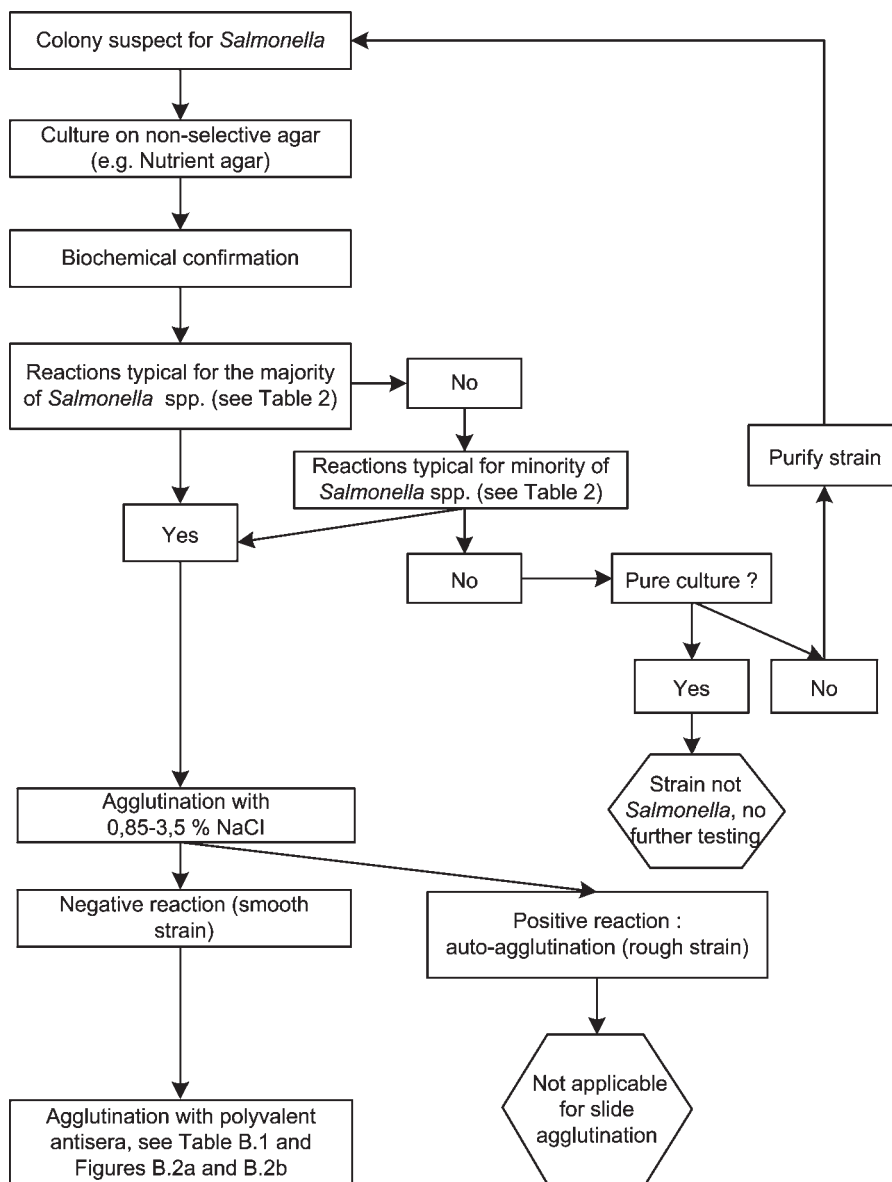 Colony suspect for Salmonella
Culture on non-selective agar
(e.g. Nutrient agar)
Biochemical confirmation
Reactions typical for the majority
of Salmonella spp. (see Table 2)
No
Reactions typical for minority of
Salmonella spp. (see Table 2)
Purify strain
Yes
No
Pure culture ?
Yes
No
Strain not
Salmonella, no
further testing
Agglutination with
0,85-3,5 % NaCl
Negative reaction (smooth
strain)
Positive reaction :
auto-agglutination (rough strain)
Not applicable
for slide
agglutination
Agglutination with polyvalent
antisera, see Table B.1 and
Figures B.2a and B.2b